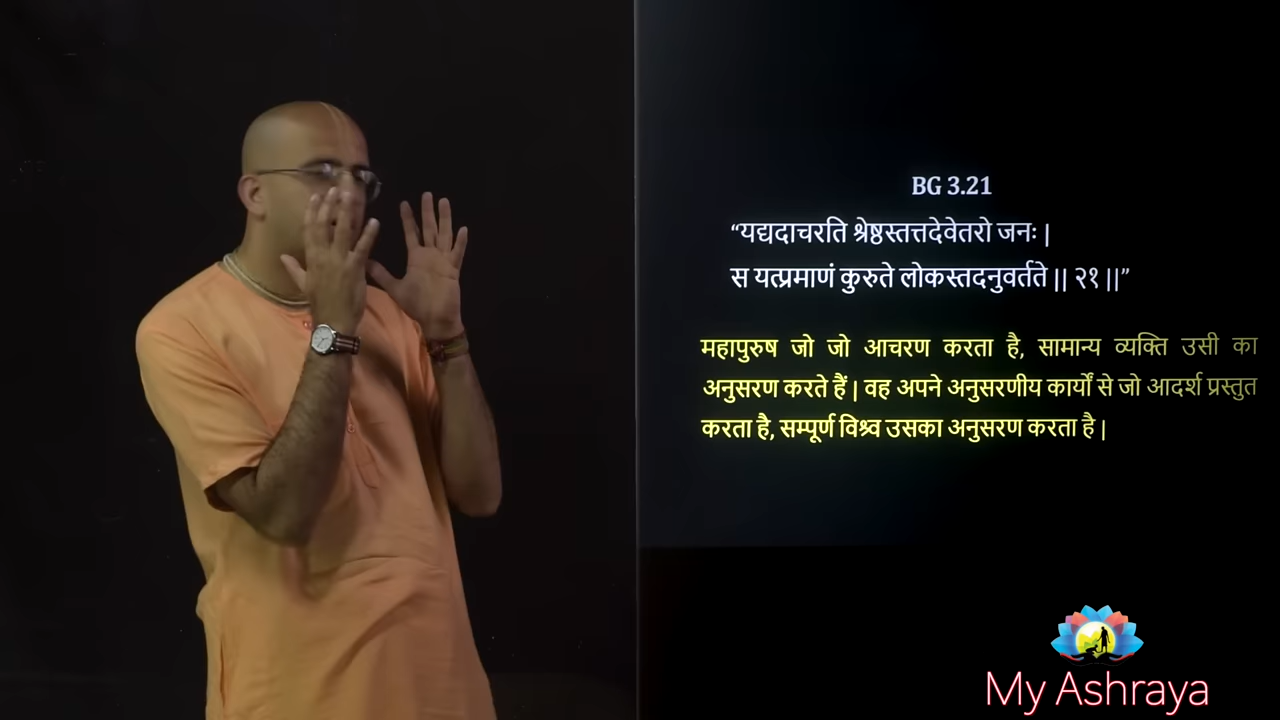 BG 3.21
“यद्यदाचरति श्रेष्ठस्तत्तदेवेतरो जनः |
स यत्प्रमाणं कुरुते लोकस्तदनुवर्तते || २१ ||”
महापुरुष जो जो आचरण करता है, सामान्य व्यक्ति उसी का
अनुसरण करते हैं | वह अपने अनुसरणीय कार्यों से जो आदर्श प्रस्तुत
करता है, सम्पूर्ण विश्र्व उसका अनुसरण करता है |
My Ashraya